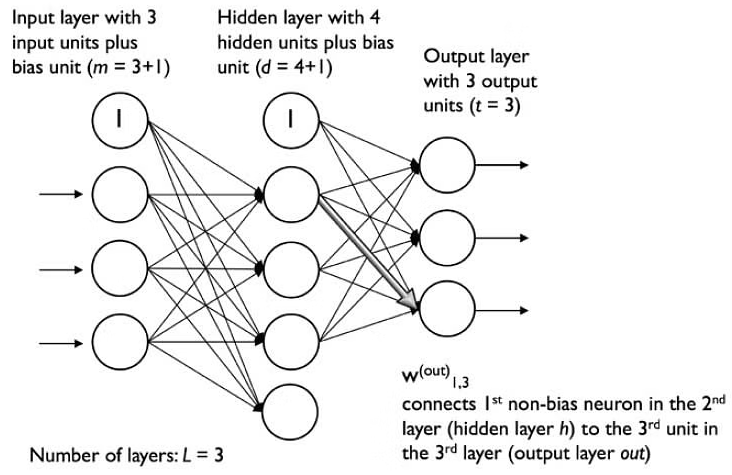 Input layer with 3
input units plus
bias unit (m = 3+1)
Hidden layer with 4
hidden units plus bias
unit (d = 4+1)
Output layer
with 3 output
units (t = 3)
1
1
w(out)1,3
connects 1st non-bias neuron in the 2nd
layer (hidden layer h) to the 3rd unit in
the 3rd layer (output layer out)
Number of layers: L = 3